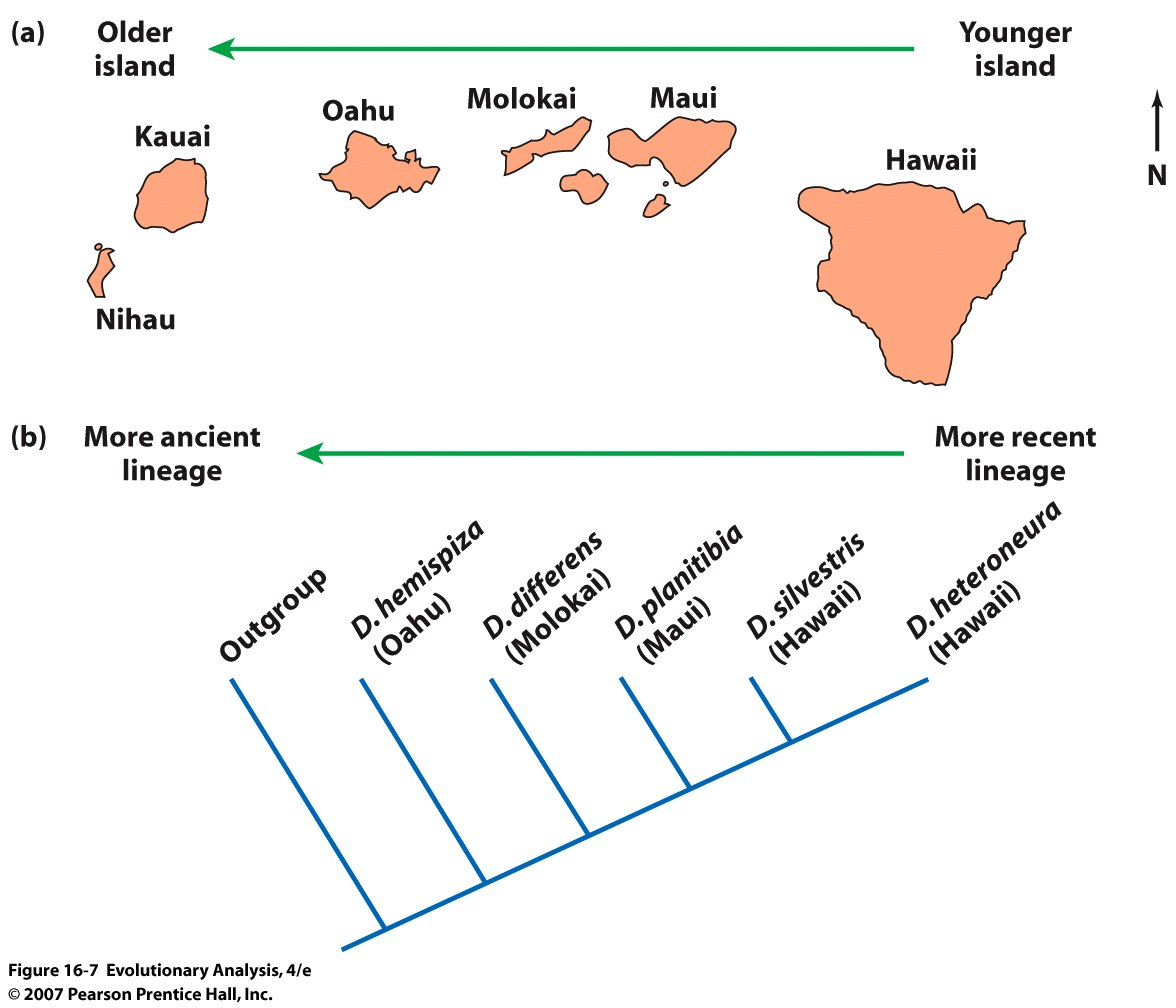 (a)
Older
island
Younger
island
Kauai
Oahu
Molokai
Maui
Hawaii
N
Nihau
(b)
More ancient
lineage
More recent
lineage
Outgroup
D. hemispiza
(Oahu)
D. differens
(Molokai)
D. planitibia
(Maui)
D. silvestris
(Hawaii)
D. heteroneura
(Hawaii)
Figure 16-7 Evolutionary Analysis, 4/e
© 2007 Pearson Prentice Hall, Inc.